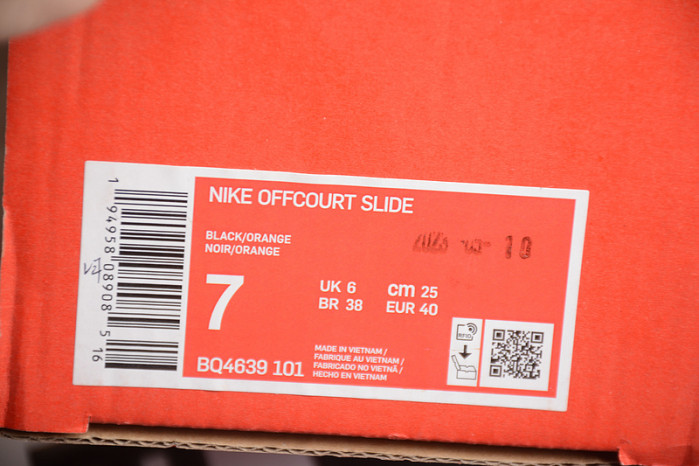 NIKE OFFCOURT SLIDE
BLACK/ORANGE
NOIR/ORANGE
7
UK 6
cm 25
BR 38
EUR 40
BQ4639 101
MADE IN VIETNAM /
FABRIQUE AU VIETNAM /
FABRICADO NO VIETNÃ /
HECHO EN VIETNAM
1 94958 08908 5 16
10